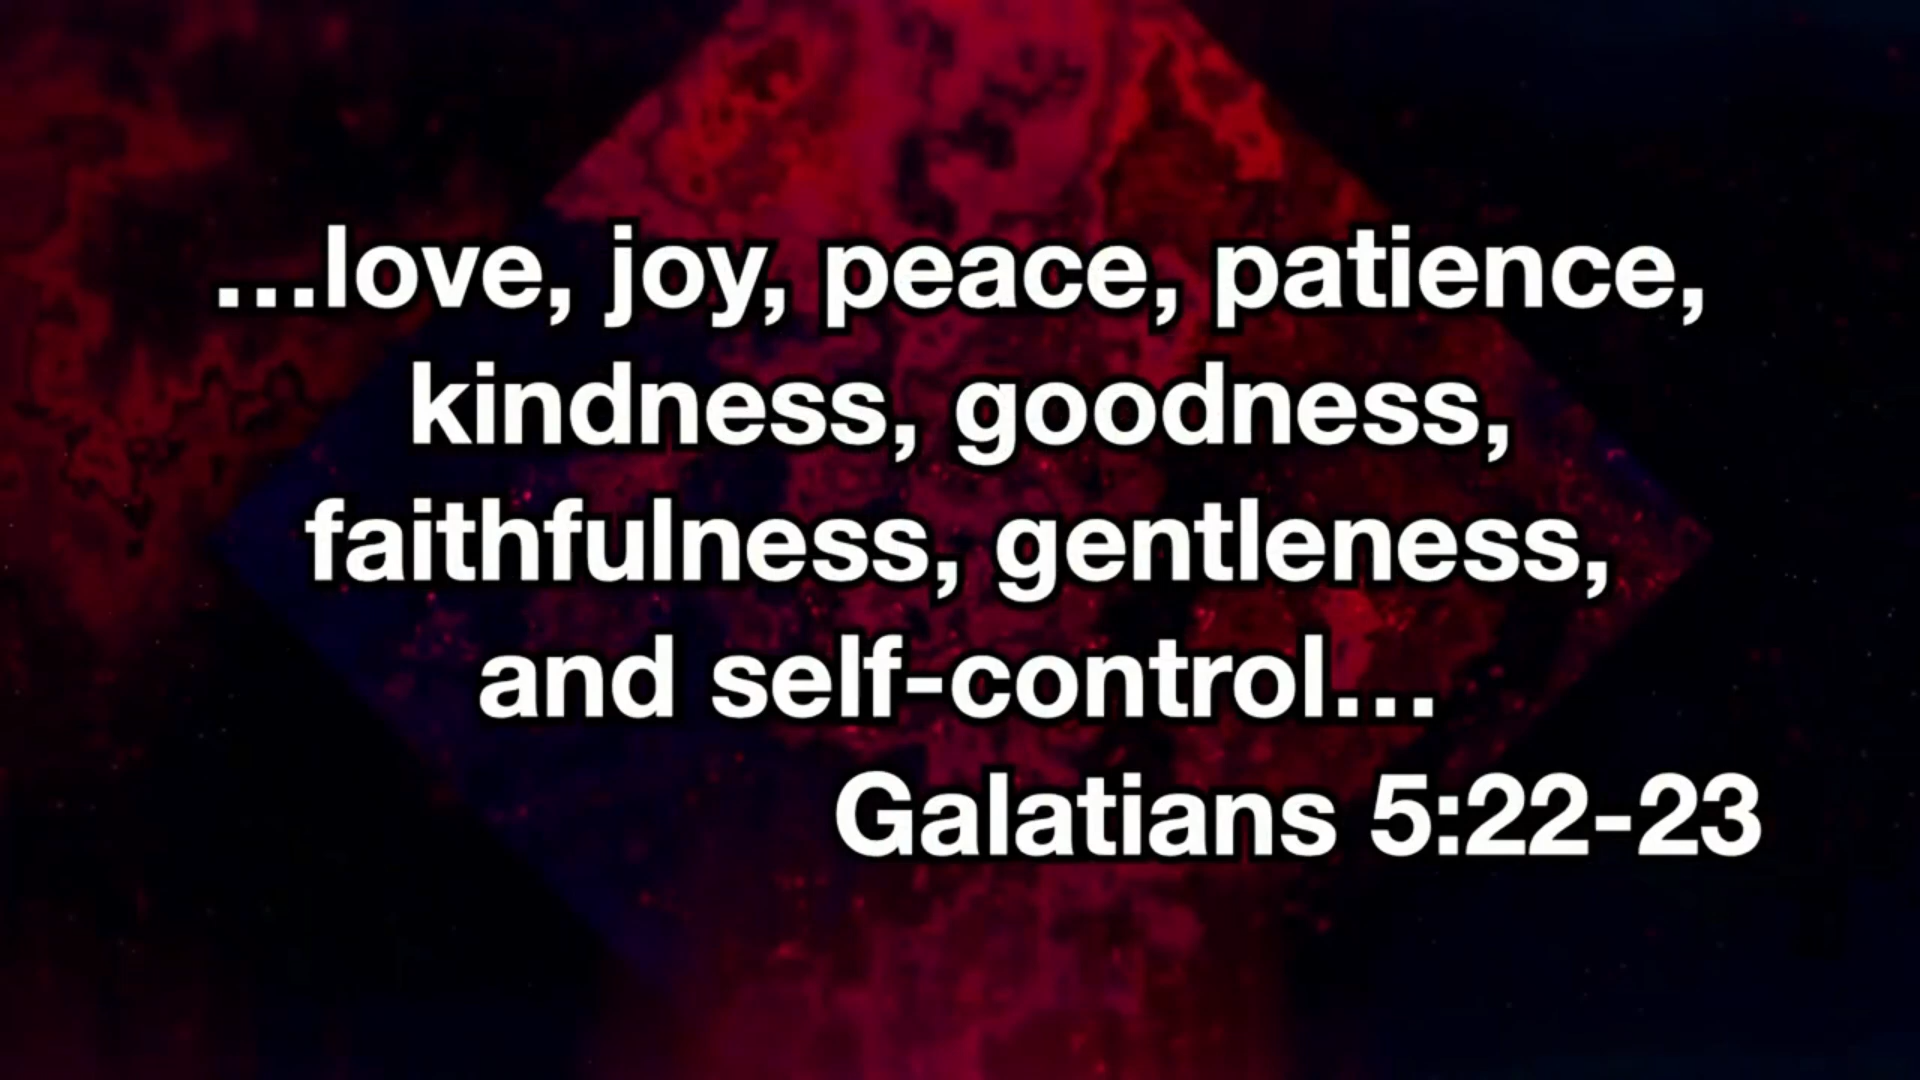 ...love, joy, peace, patience,
kindness, goodness,
faithfulness, gentleness,
and self-control...
Galatians 5:22-23